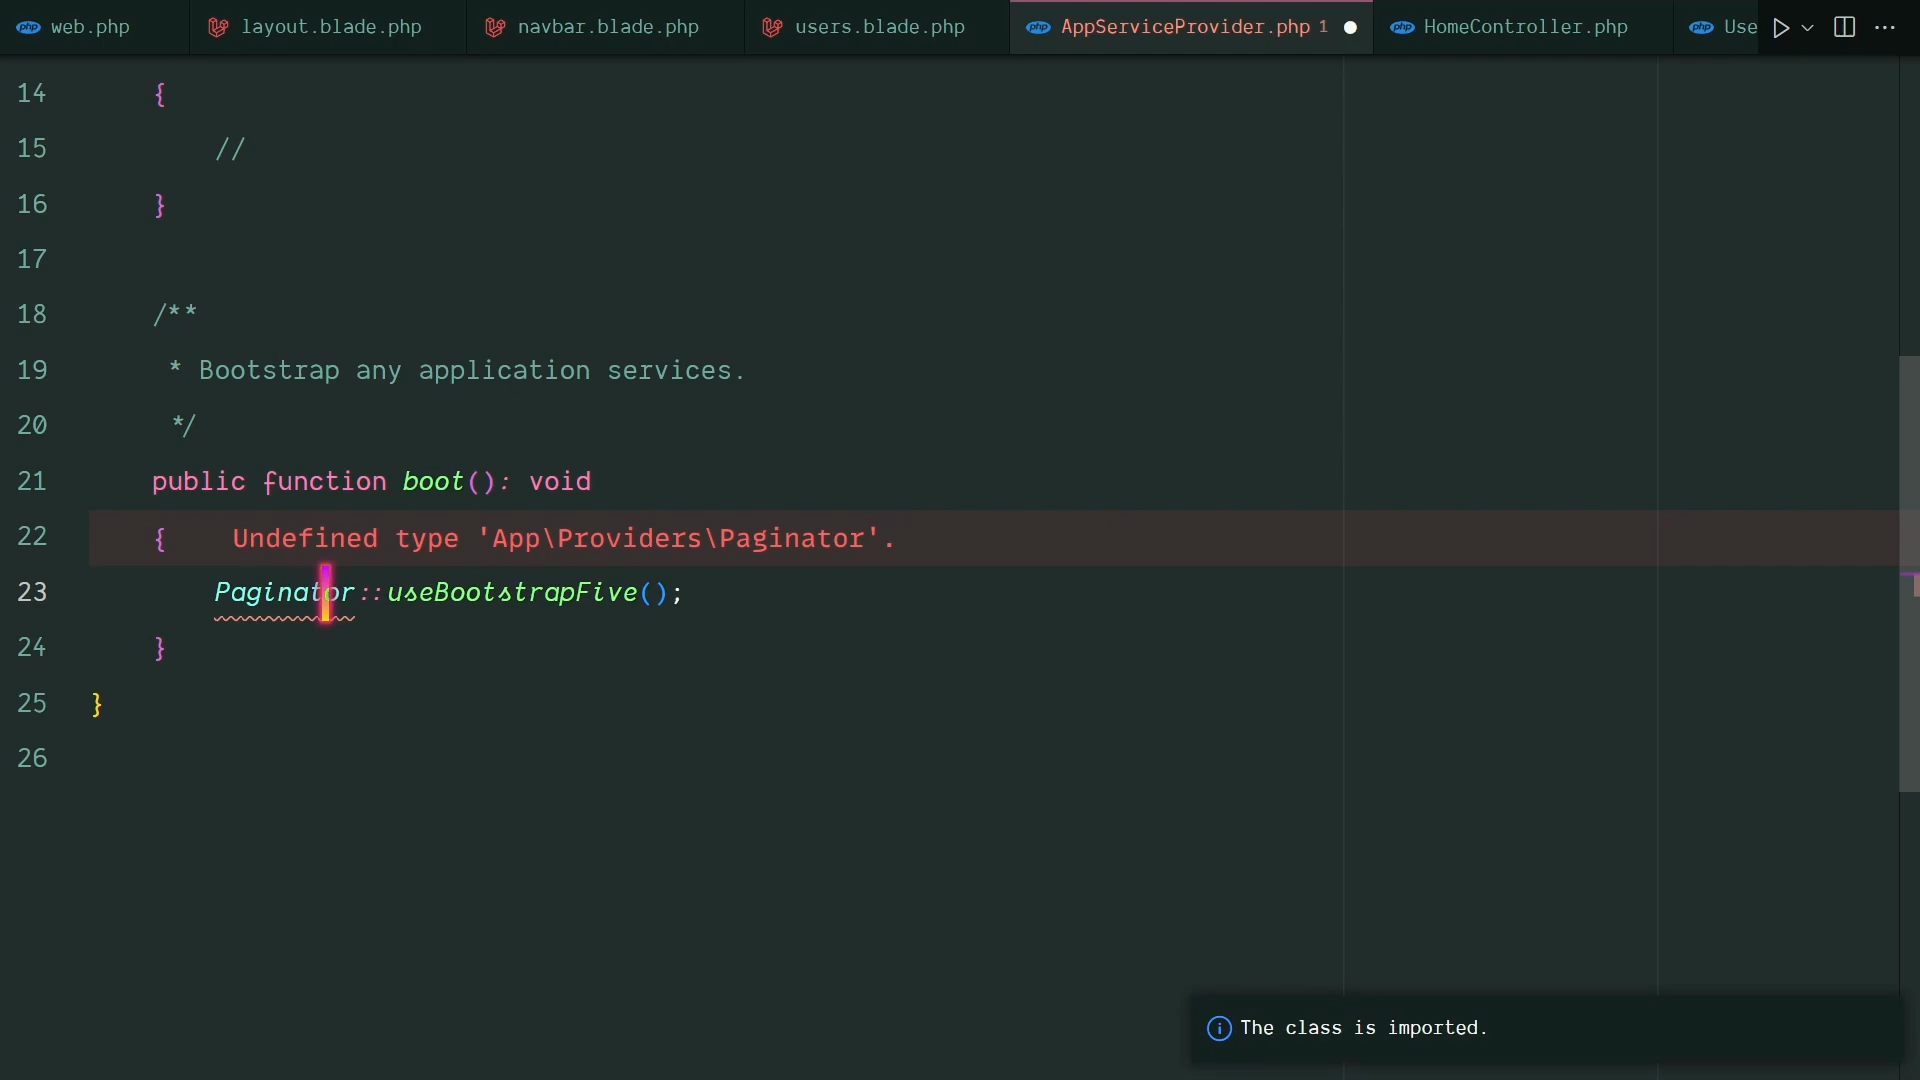 web.php
layout.blade.php
navbar.blade.php
users.blade.php
AppServiceProvider.php 1
HomeController.php
Use
14 {
15 //
16 }
17
18 /**
19 * Bootstrap any application services.
20 */
21 public function boot(): void
22 { Undefined type 'App\Providers\Paginator'.
23 Paginator::useBootstrapFive();
24 }
25 }
26
The class is imported.